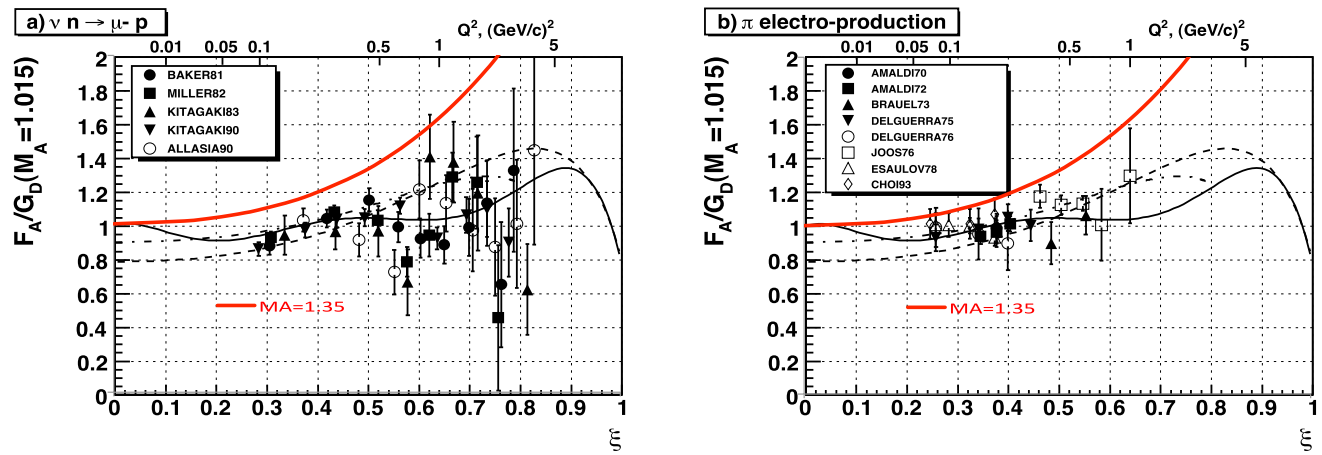 a) ν n → μ- p
Q², (GeV/c)²
0.01 0.05 0.1 0.5 1 5
F_A/G_D(M_A=1.015)
2
1.8
1.6
1.4
1.2
1
0.8
0.6
0.4
0.2
0
BAKER81
MILLER82
KITAGAKI83
KITAGAKI90
ALLASIA90
MA=1.35
0 0.1 0.2 0.3 0.4 0.5 0.6 0.7 0.8 0.9 1
ξ
b) π electro-production
Q², (GeV/c)²
0.01 0.05 0.1 0.5 1 5
F_A/G_D(M_A=1.015)
2
1.8
1.6
1.4
1.2
1
0.8
0.6
0.4
0.2
0
AMALDI70
AMALDI72
BRAUEL73
DELGUERRA75
DELGUERRA76
JOOS76
ESAULOV78
CHOI93
MA=1.35
0 0.1 0.2 0.3 0.4 0.5 0.6 0.7 0.8 0.9 1
ξ